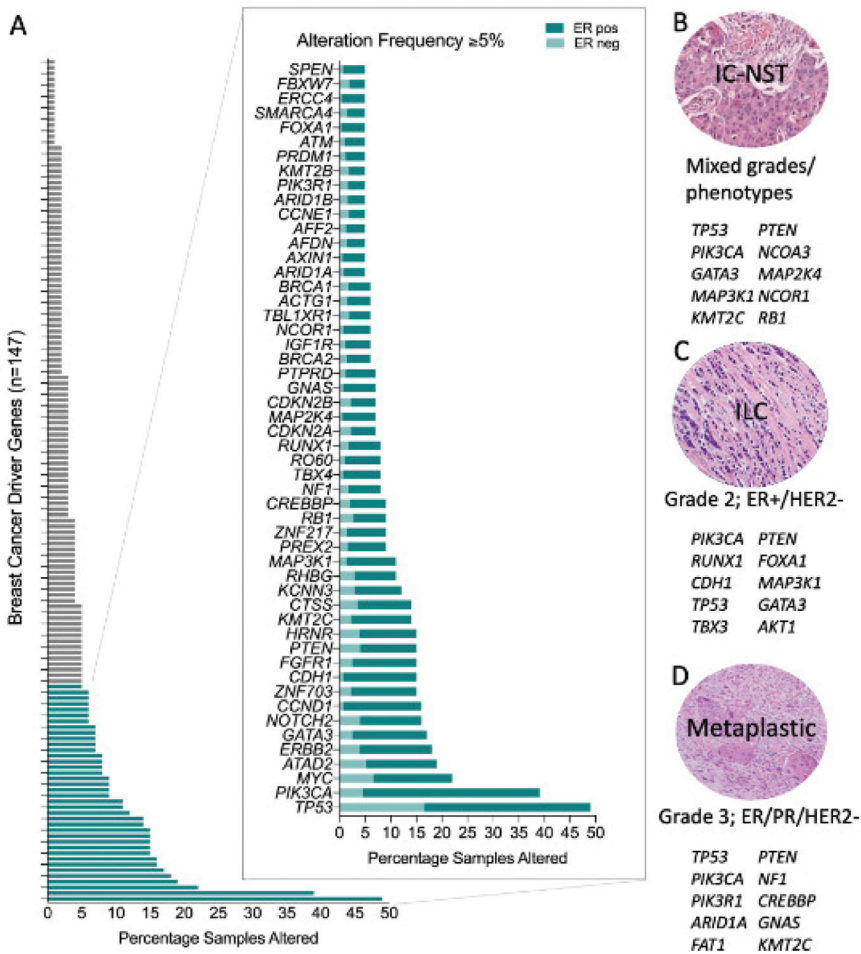 A
Breast Cancer Driver Genes (n=147)
0 5 10 15 20 25 30 35 40 45 50
Percentage Samples Altered
Alteration Frequency ≥5%
ER pos
ER neg
SPEN
FBXW7
ERCC4
SMARCA4
FOXA1
ATM
PRDM1
KMT2B
PIK3R1
ARID1B
CCNE1
AFF2
AFDN
AXIN1
ARID1A
BRCA1
ACTG1
TBL1XR1
NCOR1
IGF1R
BRCA2
PTPRD
GNAS
CDKN2B
MAP2K4
CDKN2A
RUNX1
RO60
TBX4
NF1
CREBBP
RB1
ZNF217
PREX2
MAP3K1
RHBG
KCNN3
CTSS
KMT2C
HRNR
PTEN
FGFR1
CDH1
ZNF703
CCND1
NOTCH2
GATA3
ERBB2
ATAD2
MYC
PIK3CA
TP53
0 5 10 15 20 25 30 35 40 45 50
Percentage Samples Altered
B
IC-NST
Mixed grades/
phenotypes
TP53 PTEN
PIK3CA NCOA3
GATA3 MAP2K4
MAP3K1 NCOR1
KMT2C RB1
C
ILC
Grade 2; ER+/HER2-
PIK3CA PTEN
RUNX1 FOXA1
CDH1 MAP3K1
TP53 GATA3
TBX3 AKT1
D
Metaplastic
Grade 3; ER/PR/HER2-
TP53 PTEN
PIK3CA NF1
PIK3R1 CREBBP
ARID1A GNAS
FAT1 KMT2C